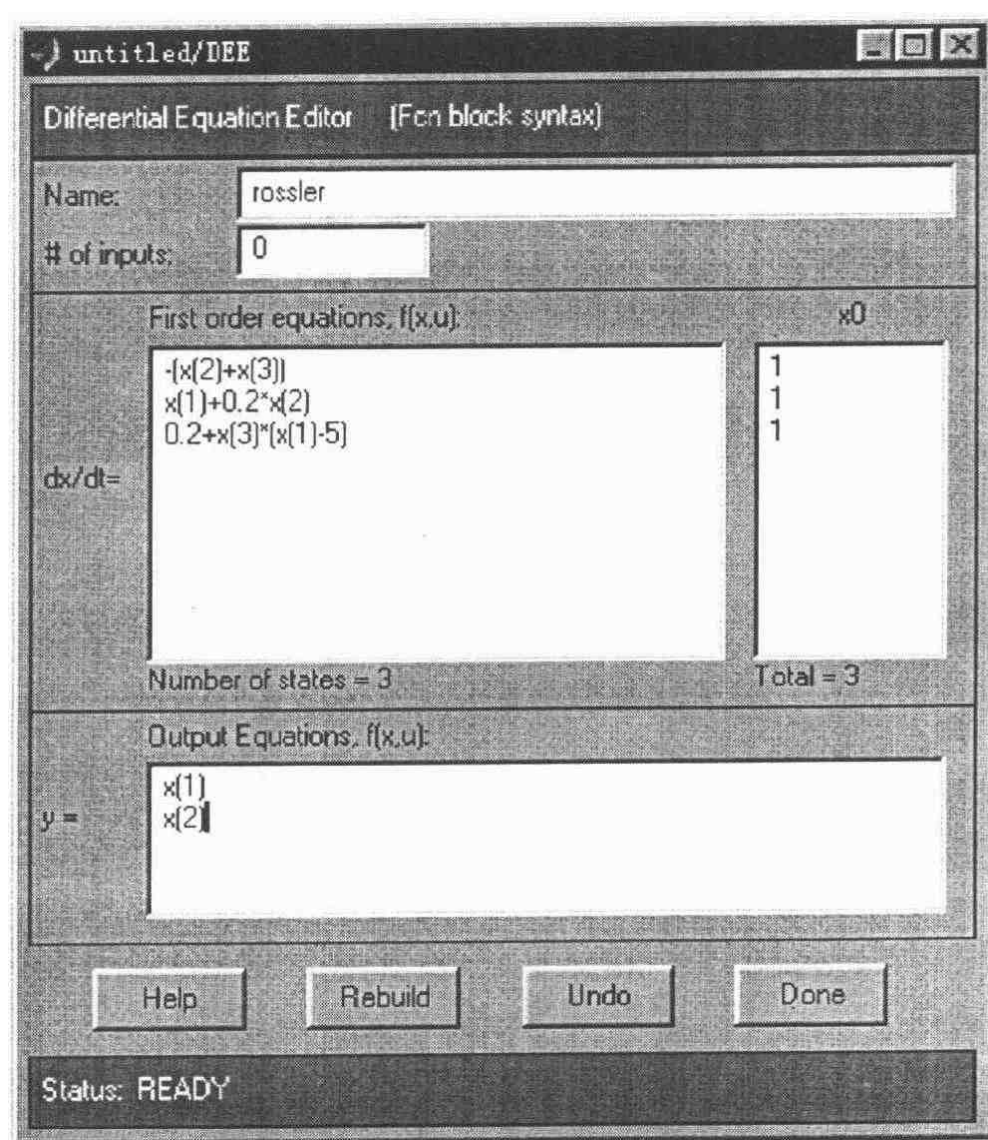 untitled/DEE
Differential Equation Editor (Fcn block syntax)
Name: rossler
# of inputs: 0
First order equations, f(x,u): x0
-(x(2)+x(3))
x(1)+0.2*x(2)
0.2+x(3)*(x(1)-5)
1
1
1
dx/dt=
Number of states = 3 Total = 3
Output Equations, f(x,u):
y =
x(1)
x(2)
Help Rebuild Undo Done
Status: READY